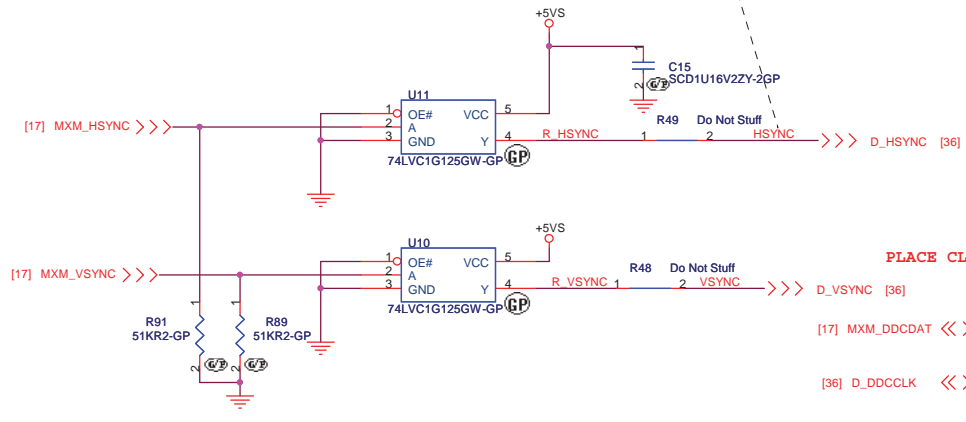 +5VS
C15
SCD1U16V2ZY-2GP
1
2
G/P
U11
1 OE# VCC 5
2 A
3 GND Y 4
74LVC1G125GW-GP
GP
[17] MXM_HSYNC
R_HSYNC
R49 Do Not Stuff
1 2 HSYNC
D_HSYNC [36]
+5VS
U10
1 OE# VCC 5
2 A
3 GND Y 4
74LVC1G125GW-GP
GP
[17] MXM_VSYNC
R_VSYNC
R48 Do Not Stuff
1 2 VSYNC
D_VSYNC [36]
PLACE CL
[17] MXM_DDCDAT
[36] D_DDCCLK
1
R91
51KR2-GP
2
G/P
1
R89
51KR2-GP
2
G/P